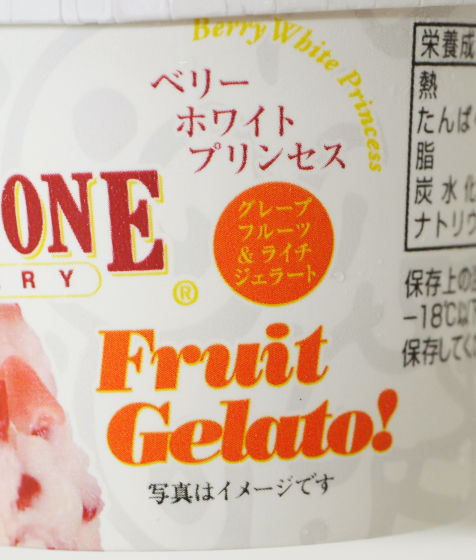 Berry White Princess
ベリー
ホワイト
プリンセス
ONE
RY
®
グレープ
フルーツ
& ライチ
ジェラート
Fruit
Gelato!
写真はイメージです
栄養成
熱
たんぱ
脂
炭水化
ナトリウ
保存上の
−18℃以
保存してく